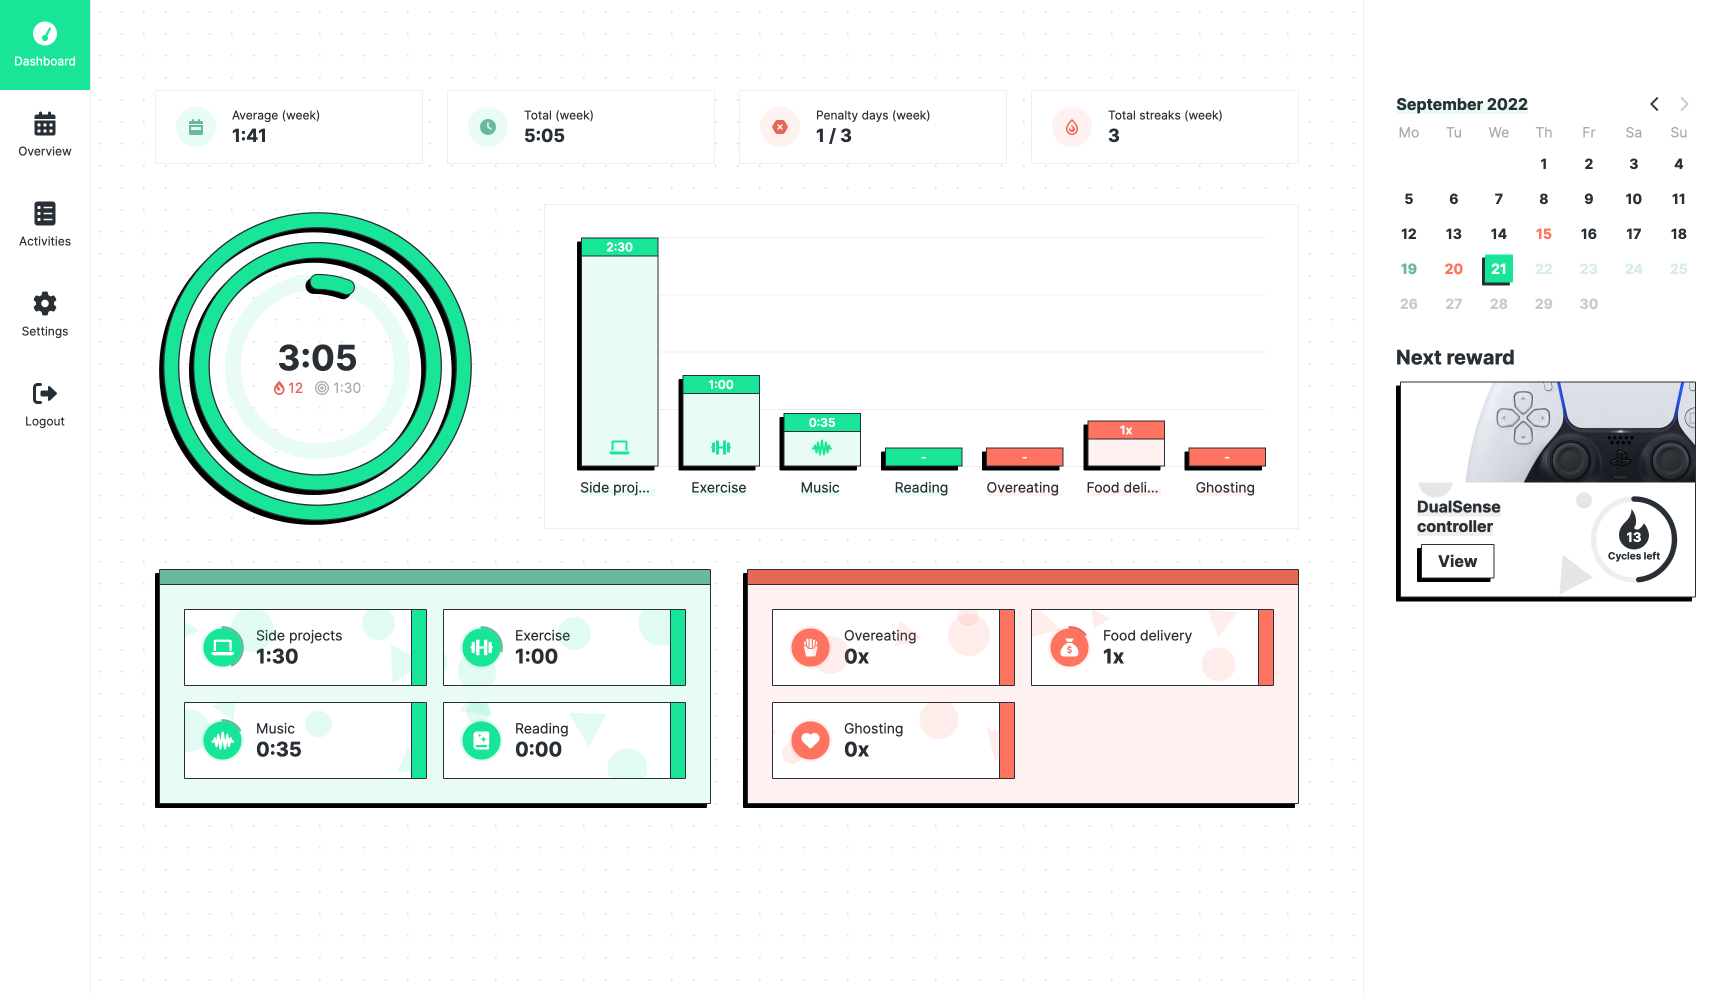 Dashboard
Overview
Activities
Settings
Logout
Average (week)
1:41
Total (week)
5:05
Penalty days (week)
1 / 3
Total streaks (week)
3
3:05
12 1:30
2:30
1:00
0:35
-
-
1x
-
Side proj...
Exercise
Music
Reading
Overeating
Food deli...
Ghosting
Side projects
1:30
Exercise
1:00
Music
0:35
Reading
0:00
Overeating
0x
Food delivery
1x
Ghosting
0x
September 2022
Mo Tu We Th Fr Sa Su
1 2 3 4
5 6 7 8 9 10 11
12 13 14 15 16 17 18
19 20 21 22 23 24 25
26 27 28 29 30
Next reward
DualSense
controller
View
13
Cycles left